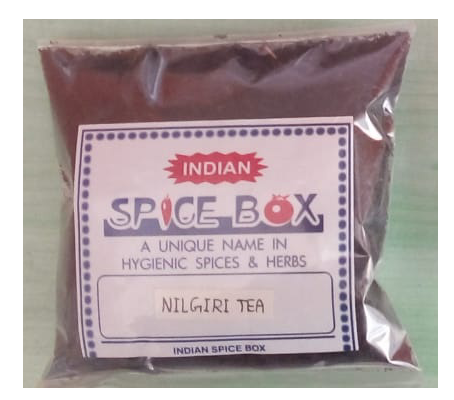 INDIAN
SPICE BOX
A UNIQUE NAME IN
HYGIENIC SPICES & HERBS
NILGIRI TEA
INDIAN SPICE BOX